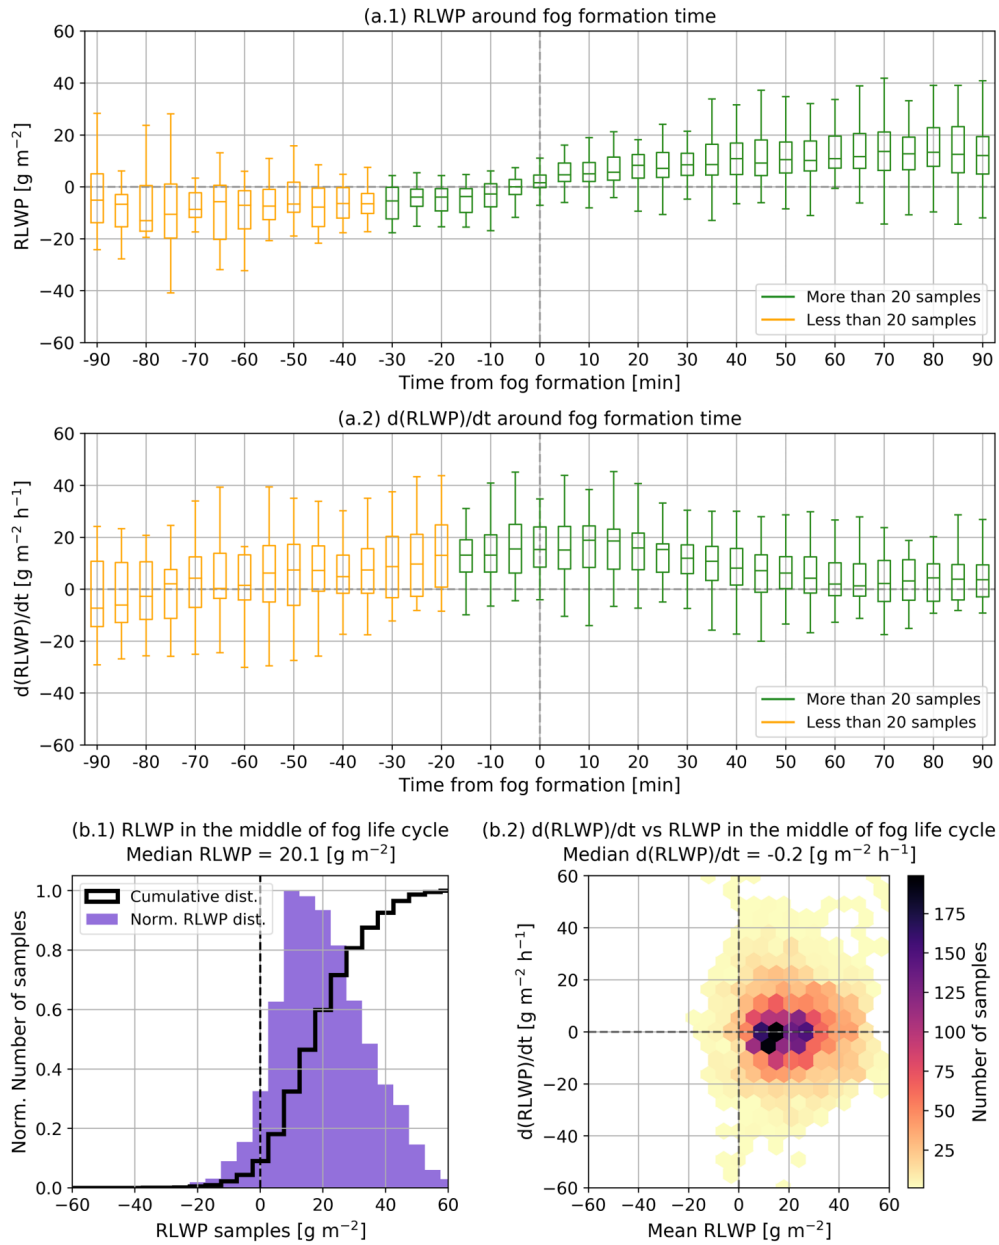 (a.1) RLWP around fog formation time
RLWP [g m⁻²]
60
40
20
0
−20
−40
−60
-90 -80 -70 -60 -50 -40 -30 -20 -10 0 10 20 30 40 50 60 70 80 90
Time from fog formation [min]
More than 20 samples
Less than 20 samples
(a.2) d(RLWP)/dt around fog formation time
d(RLWP)/dt [g m⁻² h⁻¹]
60
40
20
0
−20
−40
−60
-90 -80 -70 -60 -50 -40 -30 -20 -10 0 10 20 30 40 50 60 70 80 90
Time from fog formation [min]
More than 20 samples
Less than 20 samples
(b.1) RLWP in the middle of fog life cycle
Median RLWP = 20.1 [g m⁻²]
Norm. Number of samples
1.0
0.8
0.6
0.4
0.2
0.0
Cumulative dist.
Norm. RLWP dist.
−60 −40 −20 0 20 40 60
RLWP samples [g m⁻²]
(b.2) d(RLWP)/dt vs RLWP in the middle of fog life cycle
Median d(RLWP)/dt = -0.2 [g m⁻² h⁻¹]
d(RLWP)/dt [g m⁻² h⁻¹]
60
40
20
0
−20
−40
−60
−60 −40 −20 0 20 40 60
Mean RLWP [g m⁻²]
175
150
125
100
75
50
25
Number of samples